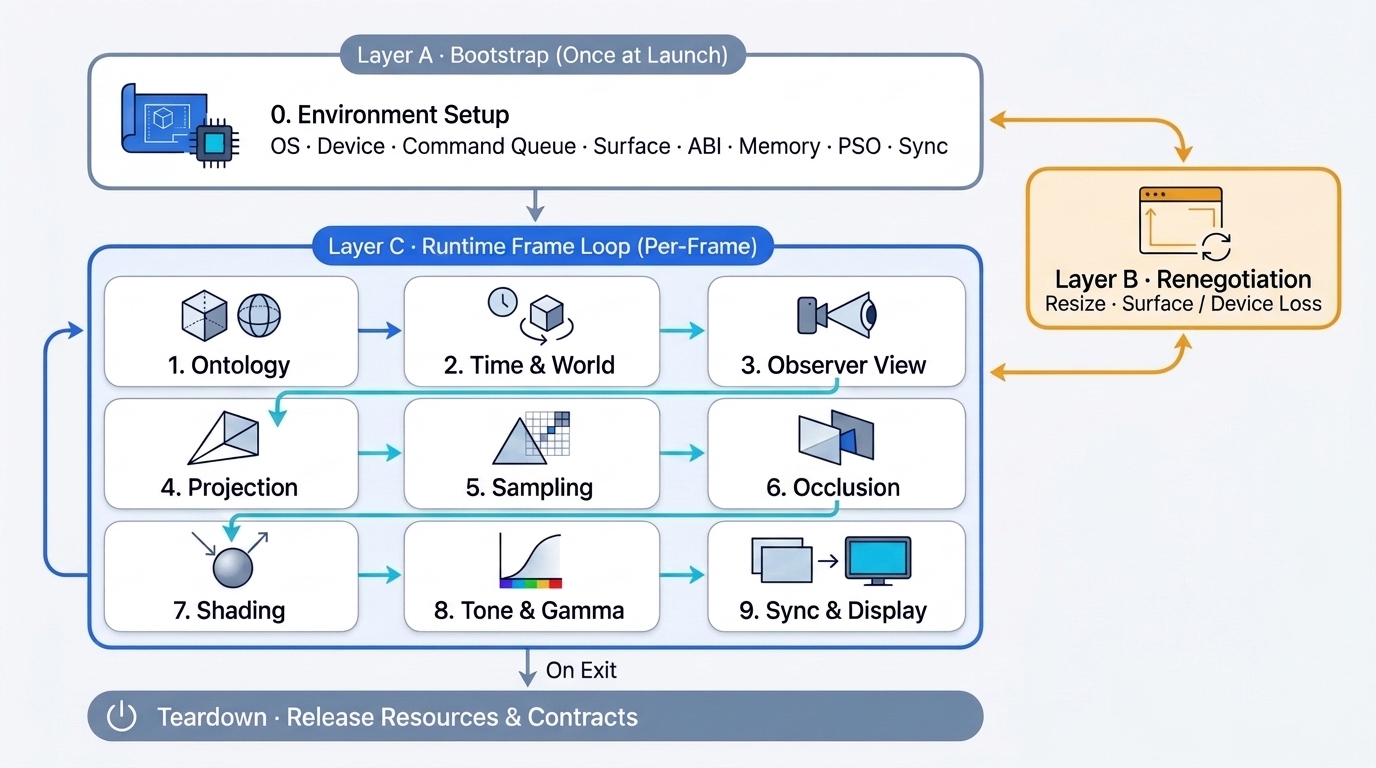 Layer A · Bootstrap (Once at Launch)
0. Environment Setup
OS · Device · Command Queue · Surface · ABI · Memory · PSO · Sync
Layer B · Renegotiation
Resize · Surface / Device Loss
Layer C · Runtime Frame Loop (Per-Frame)
1. Ontology
2. Time & World
3. Observer View
4. Projection
5. Sampling
6. Occlusion
7. Shading
8. Tone & Gamma
9. Sync & Display
On Exit
Teardown · Release Resources & Contracts